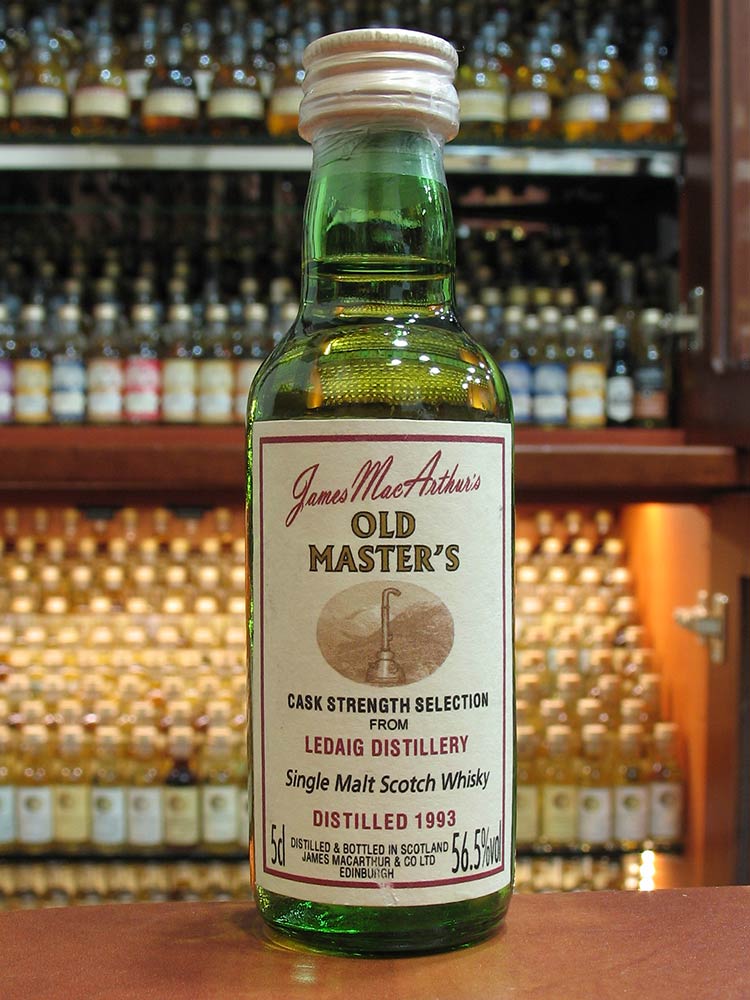 James MacArthur's
OLD
MASTER'S
CASK STRENGTH SELECTION
FROM
LEDAIG DISTILLERY
Single Malt Scotch Whisky
DISTILLED 1993
5cl DISTILLED & BOTTLED IN SCOTLAND 56.5%vol
JAMES MACARTHUR & CO LTD
EDINBURGH